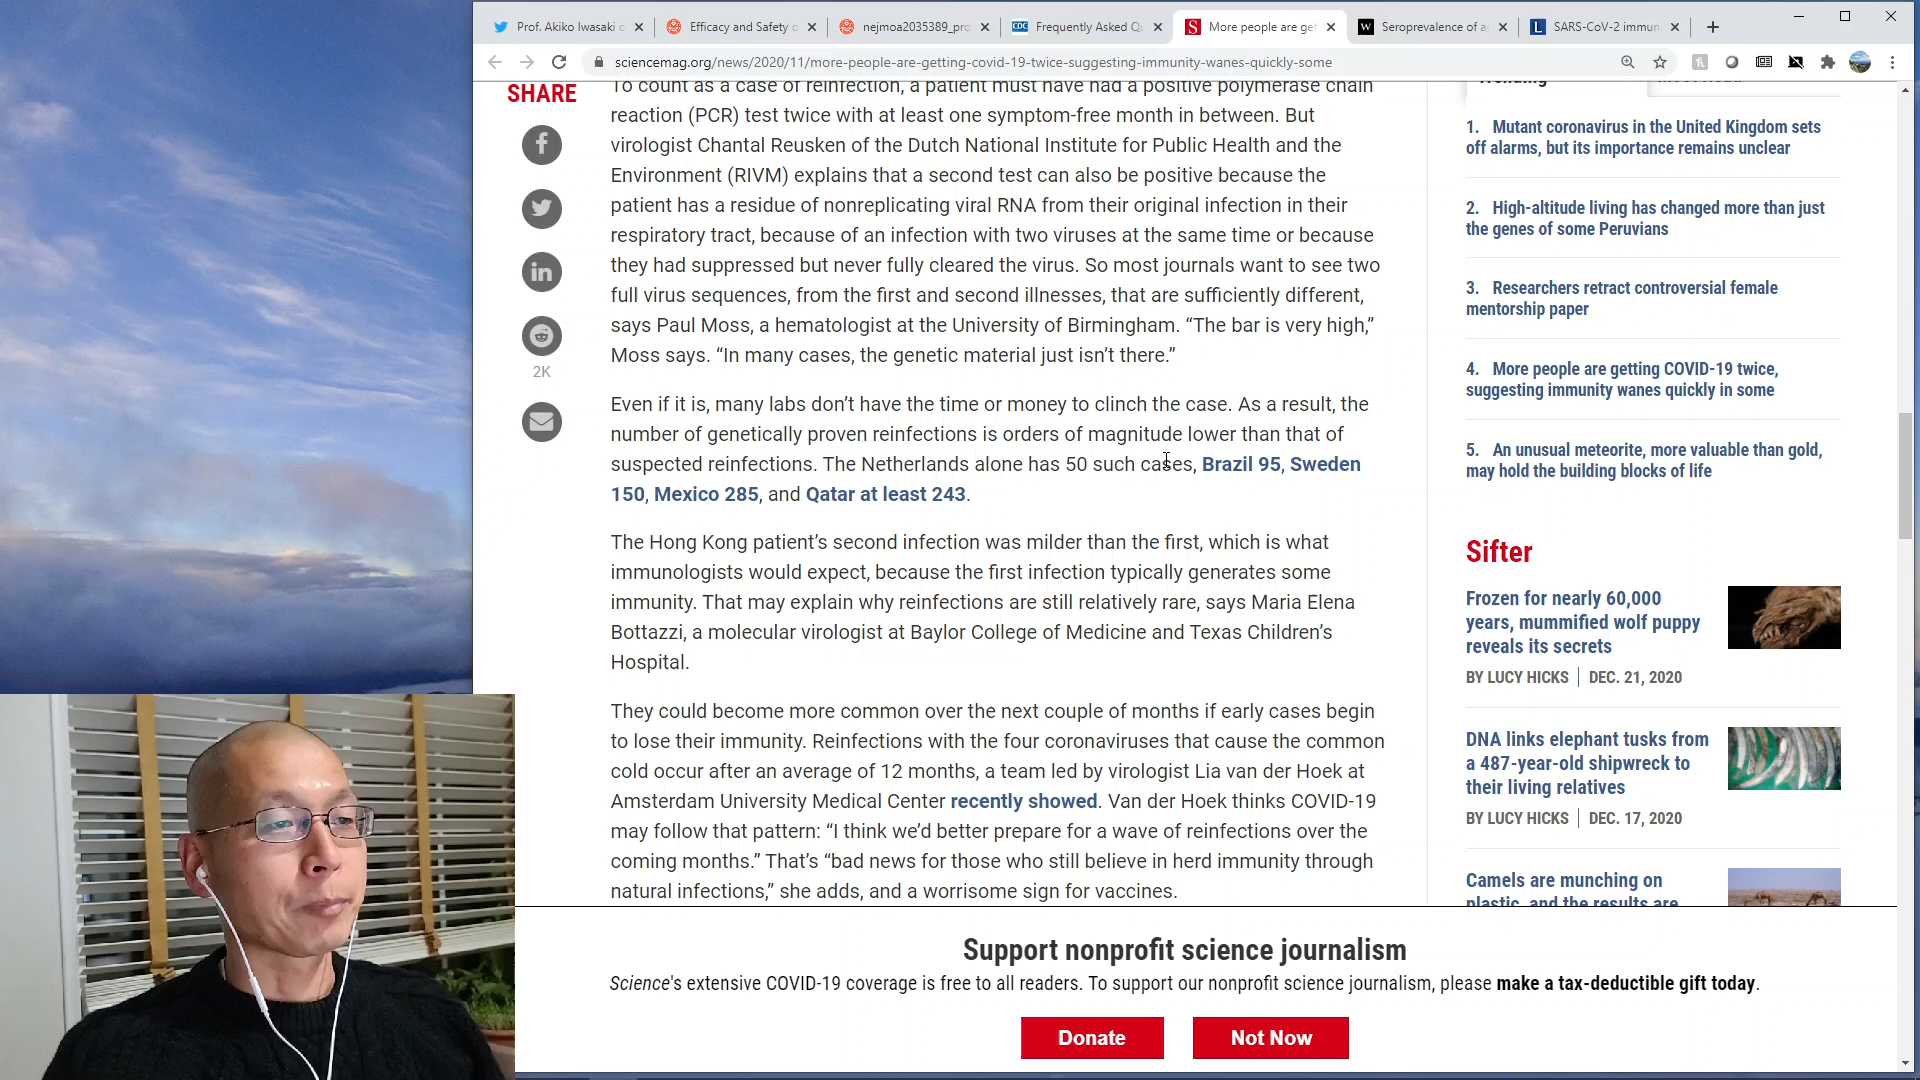 Prof. Akiko Iwasaki o
Efficacy and Safety o
nejmoa2035389_pro
Frequently Asked Qu
More people are get
Seroprevalence of a
SARS-CoV-2 immun
sciencemag.org/news/2020/11/more-people-are-getting-covid-19-twice-suggesting-immunity-wanes-quickly-some
SHARE
2K
To count as a case of reinfection, a patient must have had a positive polymerase chain
reaction (PCR) test twice with at least one symptom-free month in between. But
virologist Chantal Reusken of the Dutch National Institute for Public Health and the
Environment (RIVM) explains that a second test can also be positive because the
patient has a residue of nonreplicating viral RNA from their original infection in their
respiratory tract, because of an infection with two viruses at the same time or because
they had suppressed but never fully cleared the virus. So most journals want to see two
full virus sequences, from the first and second illnesses, that are sufficiently different,
says Paul Moss, a hematologist at the University of Birmingham. “The bar is very high,”
Moss says. “In many cases, the genetic material just isn’t there.”
Even if it is, many labs don’t have the time or money to clinch the case. As a result, the
number of genetically proven reinfections is orders of magnitude lower than that of
suspected reinfections. The Netherlands alone has 50 such cases, Brazil 95, Sweden
150, Mexico 285, and Qatar at least 243.
The Hong Kong patient’s second infection was milder than the first, which is what
immunologists would expect, because the first infection typically generates some
immunity. That may explain why reinfections are still relatively rare, says Maria Elena
Bottazzi, a molecular virologist at Baylor College of Medicine and Texas Children’s
Hospital.
They could become more common over the next couple of months if early cases begin
to lose their immunity. Reinfections with the four coronaviruses that cause the common
cold occur after an average of 12 months, a team led by virologist Lia van der Hoek at
Amsterdam University Medical Center recently showed. Van der Hoek thinks COVID-19
may follow that pattern: “I think we’d better prepare for a wave of reinfections over the
coming months.” That’s “bad news for those who still believe in herd immunity through
natural infections,” she adds, and a worrisome sign for vaccines.
Trending
1. Mutant coronavirus in the United Kingdom sets
off alarms, but its importance remains unclear
2. High-altitude living has changed more than just
the genes of some Peruvians
3. Researchers retract controversial female
mentorship paper
4. More people are getting COVID-19 twice,
suggesting immunity wanes quickly in some
5. An unusual meteorite, more valuable than gold,
may hold the building blocks of life
Sifter
Frozen for nearly 60,000
years, mummified wolf puppy
reveals its secrets
BY LUCY HICKS | DEC. 21, 2020
DNA links elephant tusks from
a 487-year-old shipwreck to
their living relatives
BY LUCY HICKS | DEC. 17, 2020
Camels are munching on
plastic, and the results are
Support nonprofit science journalism
Science's extensive COVID-19 coverage is free to all readers. To support our nonprofit science journalism, please make a tax-deductible gift today.
Donate
Not Now